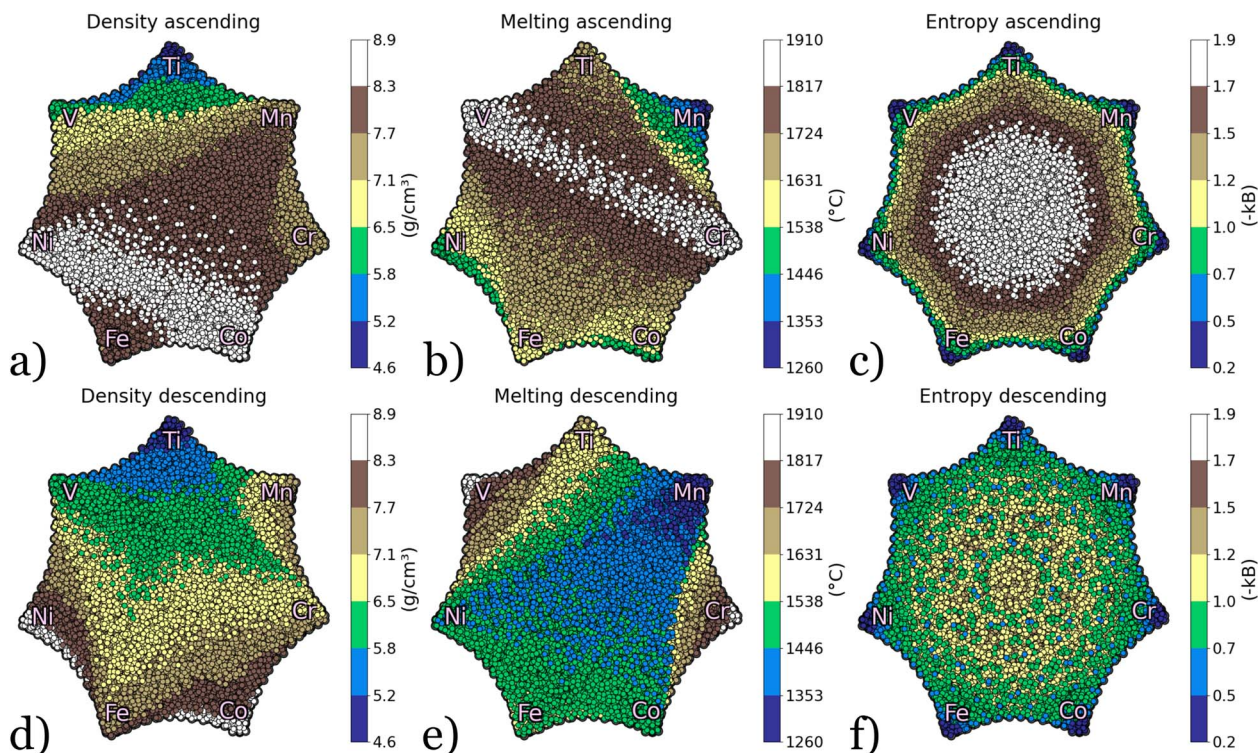 Density ascending
Melting ascending
Entropy ascending
a)
Ti
V
Mn
Ni
Cr
Fe
Co
8.9
8.3
7.7
7.1
6.5
5.8
5.2
4.6
(g/cm³)
b)
Ti
V
Mn
Ni
Cr
Fe
Co
1910
1817
1724
1631
1538
1446
1353
1260
(°C)
c)
Ti
V
Mn
Ni
Cr
Fe
Co
1.9
1.7
1.5
1.2
1.0
0.7
0.5
0.2
(-kB)
Density descending
Melting descending
Entropy descending
d)
Ti
V
Mn
Ni
Cr
Fe
Co
8.9
8.3
7.7
7.1
6.5
5.8
5.2
4.6
(g/cm³)
e)
Ti
V
Mn
Ni
Cr
Fe
Co
1910
1817
1724
1631
1538
1446
1353
1260
(°C)
f)
Ti
V
Mn
Ni
Cr
Fe
Co
1.9
1.7
1.5
1.2
1.0
0.7
0.5
0.2
(-kB)